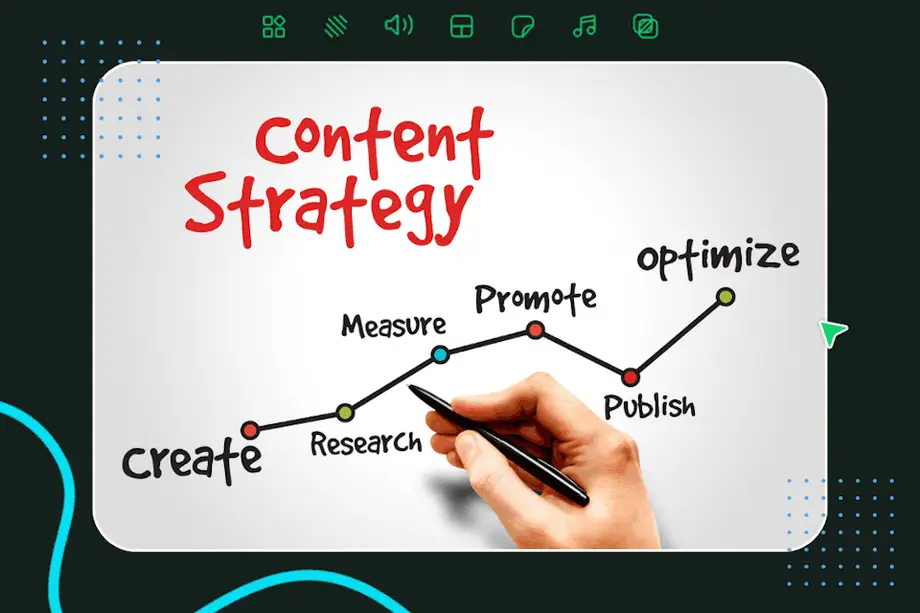 Content
Strategy
optimize
Promote
Measure
Publish
Research
Create